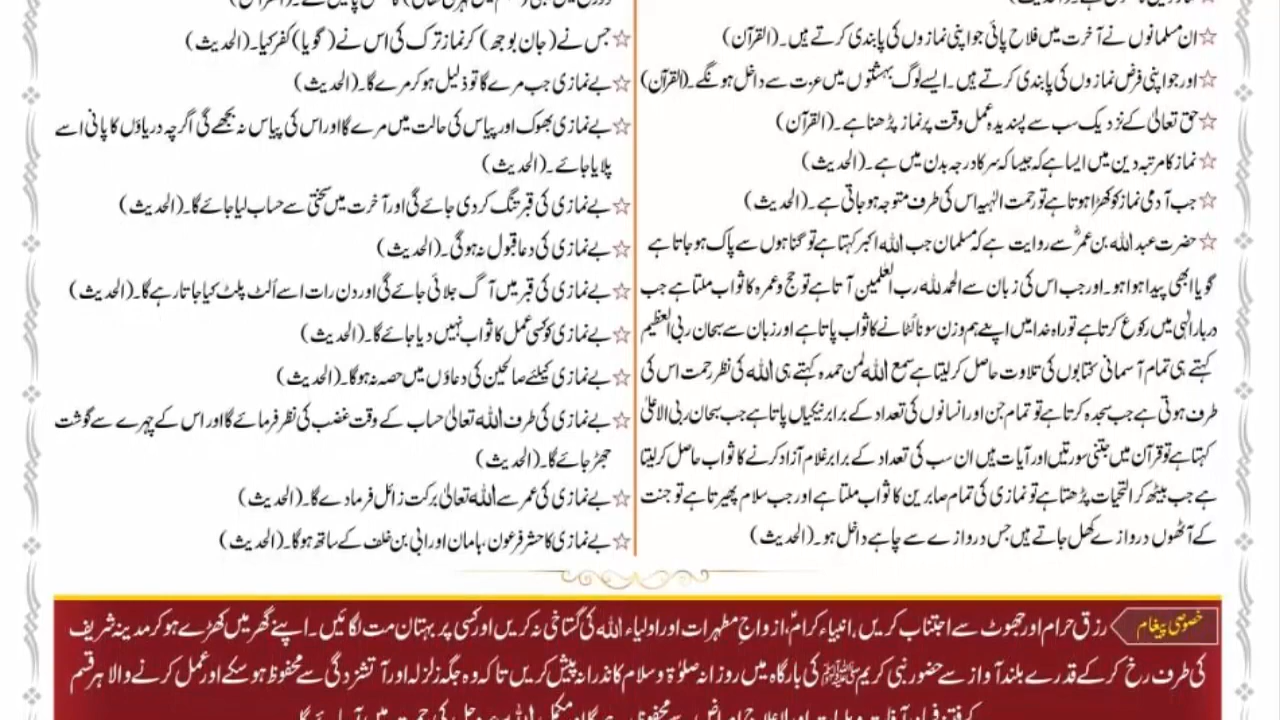 ☆ان مسلمانوں نے آخرت میں فلاح پائی جو اپنی نمازوں کی پابندی کرتے ہیں۔(القرآن)
☆اور جو اپنی فرض نمازوں کی پابندی کرتے ہیں۔ ایسے لوگ بہشتوں میں عزت سے داخل ہونگے۔(القرآن)
☆حق تعالیٰ کے نزدیک سب سے پسندیدہ عمل وقت پر نماز پڑھنا ہے۔(القرآن)
☆نماز کا مرتبہ دین میں ایسا ہے کہ جیسا کہ سر کا درجہ بدن میں ہے۔(الحدیث)
☆جب آدمی نماز کو کھڑا ہوتا ہے تو رحمت الٰہیہ اس کی طرف متوجہ ہو جاتی ہے۔(الحدیث)
☆حضرت عبداللہ بن عمرؓ سے روایت ہے کہ مسلمان جب اللہ اکبر کہتا ہے تو گناہوں سے پاک ہو جاتا ہے
گویا ابھی پیدا ہوا ہو۔ اور جب اس کی زبان سے الحمدللہ رب العٰلمین آتا ہے تو حج و عمرہ کا ثواب ملتا ہے جب
دربار الٰہی میں رکوع کرتا ہے تو راہ خدا میں اپنے ہم وزن سونا لٹانے کا ثواب پاتا ہے اور زبان سے سبحان ربی العظیم
کہتے ہی تمام آسمانی کتابوں کی تلاوت حاصل کر لیتا ہے سمع اللہ لمن حمدہ کہتے ہی اللہ کی نظر رحمت اس کی
طرف ہوتی ہے جب سجدہ کرتا ہے تو تمام جن اور انسانوں کی تعداد کے برابر نیکیاں پاتا ہے جب سبحان ربی الاعلیٰ
کہتا ہے تو قرآن میں جتنی سورتیں اور آیات ہیں ان سب کی تعداد کے برابر غلام آزاد کرنے کا ثواب حاصل کر لیتا
ہے جب بیٹھ کر التحیات پڑھتا ہے تو نمازی کی تمام صابرین کا ثواب ملتا ہے اور جب سلام پھیرتا ہے تو جنت
کے آٹھوں دروازے کھل جاتے ہیں جس دروازے سے چاہے داخل ہو۔(الحدیث)
☆جس نے (جان بوجھ) کر نماز ترک کی اس نے (گویا) کفر کیا۔(الحدیث)
☆بے نمازی جب مرے گا تو ذلیل ہو کر مرے گا۔(الحدیث)
☆بے نمازی بھوک اور پیاس کی حالت میں مرے گا اور اس کی پیاس نہ بجھے گی اگرچہ دریاؤں کا پانی اسے
پلایا جائے۔(الحدیث)
☆بے نمازی کی قبر تنگ کر دی جائے گی اور آخرت میں سختی سے حساب لیا جائے گا۔(الحدیث)
☆بے نمازی کی دعا قبول نہ ہوگی۔(الحدیث)
☆بے نمازی کی قبر میں آگ جلائی جائے گی اور دن رات اسے اُلٹ پلٹ کیا جاتا رہے گا۔(الحدیث)
☆بے نمازی کو کسی عمل کا ثواب نہیں دیا جائے گا۔(الحدیث)
☆بے نمازی کیلئے صالحین کی دعاؤں میں حصہ نہ ہوگا۔(الحدیث)
☆بے نمازی کی طرف اللہ تعالیٰ حساب کے وقت غضب کی نظر فرمائے گا اور اس کے چہرے سے گوشت
جھڑ جائے گا۔(الحدیث)
☆بے نمازی کی عمر سے اللہ تعالیٰ برکت زائل فرما دے گا۔(الحدیث)
☆بے نمازی کا حشر فرعون، ہامان اور ابی بن خلف کے ساتھ ہوگا۔(الحدیث)
خصوصی پیغام رزق حرام اور جھوٹ سے اجتناب کریں، انبیاء کرامؑ، ازواجِ مطہرات اور اولیاء اللہ کی گستاخی نہ کریں اور کسی پر بہتان مت لگائیں۔ اپنے گھر میں کھڑے ہو کر مدینہ شریف
کی طرف رخ کر کے قدرے بلند آواز سے حضور نبی کریم ﷺ کی بارگاہ میں روزانہ صلوٰۃ و سلام کا نذرانہ پیش کریں تاکہ وہ جگہ زلزلہ اور آتشزدگی سے محفوظ ہو سکے اور عمل کرنے والا ہر قسم